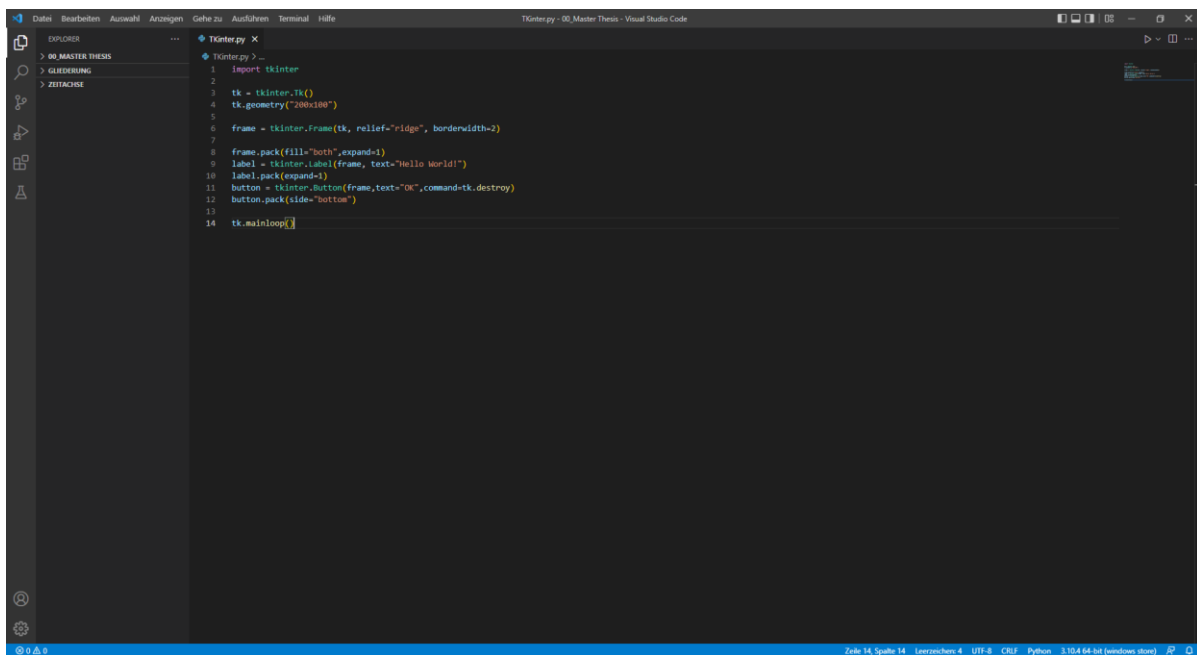 Datei Bearbeiten Auswahl Anzeigen Gehe zu Ausführen Terminal Hilfe
TKinter.py - 00_Master Thesis - Visual Studio Code
EXPLORER
TKinter.py
00_MASTER THESIS
GLIEDERUNG
ZEITACHSE
TKinter.py > ...
1 import tkinter
2
3 tk = tkinter.Tk()
4 tk.geometry("200x100")
5
6 frame = tkinter.Frame(tk, relief="ridge", borderwidth=2)
7
8 frame.pack(fill="both",expand=1)
9 label = tkinter.Label(frame, text="Hello World!")
10 label.pack(expand=1)
11 button = tkinter.Button(frame,text="OK",command=tk.destroy)
12 button.pack(side="bottom")
13
14 tk.mainloop()
0 0
Zeile 14, Spalte 14 Leerzeichen: 4 UTF-8 CRLF Python 3.10.4 64-bit (windows store)